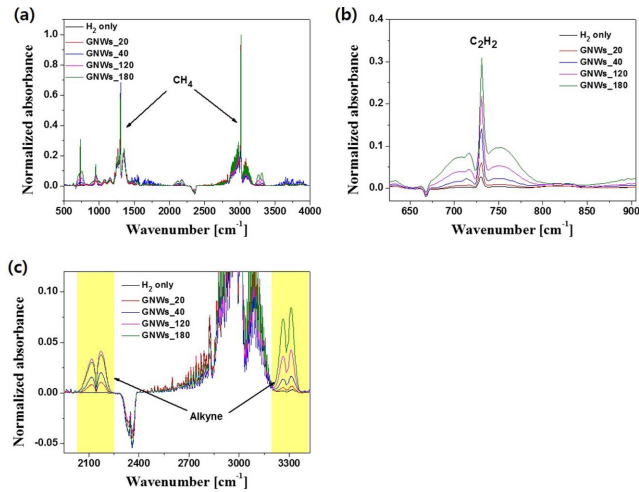 (a)
H2 only
GNWs_20
GNWs_40
GNWs_120
GNWs_180
CH4
1.0
0.8
0.6
0.4
0.2
0.0
Normalized absorbance
500 1000 1500 2000 2500 3000 3500 4000
Wavenumber [cm-1]
(b)
C2H2
H2 only
GNWs_20
GNWs_40
GNWs_120
GNWs_180
0.4
0.3
0.2
0.1
0.0
Normalized absorbance
650 700 750 800 850 900
Wavenumber [cm-1]
(c)
H2 only
GNWs_20
GNWs_40
GNWs_120
GNWs_180
Alkyne
0.10
0.05
0.00
-0.05
Normalized absorbance
2100 2400 2700 3000 3300
Wavenumber [cm-1]